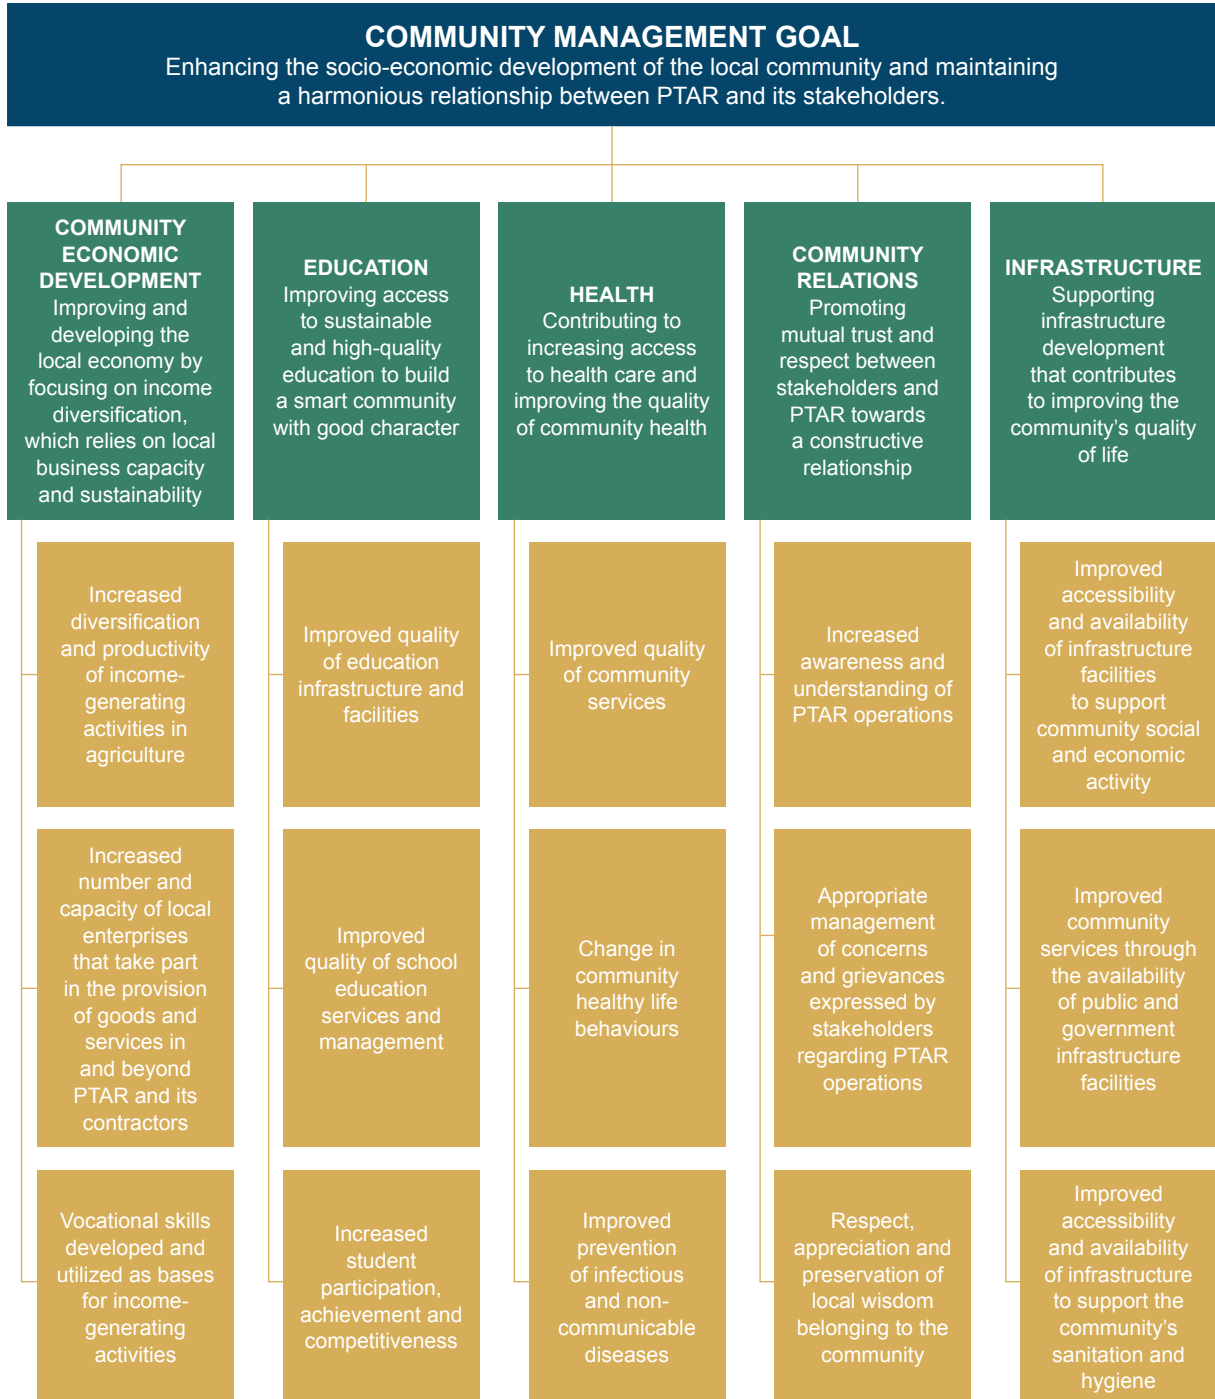 COMMUNITY MANAGEMENT GOAL
Enhancing the socio-economic development of the local community and maintaining
a harmonious relationship between PTAR and its stakeholders.
COMMUNITY
ECONOMIC
DEVELOPMENT
Improving and
developing the
local economy by
focusing on income
diversification,
which relies on local
business capacity
and sustainability
Increased
diversification
and productivity
of income-
generating
activities in
agriculture
Increased
number and
capacity of local
enterprises
that take part
in the provision
of goods and
services in
and beyond
PTAR and its
contractors
Vocational skills
developed and
utilized as bases
for income-
generating
activities
EDUCATION
Improving access
to sustainable
and high-quality
education to build
a smart community
with good character
Improved quality
of education
infrastructure and
facilities
Improved
quality of school
education
services and
management
Increased
student
participation,
achievement and
competitiveness
HEALTH
Contributing to
increasing access
to health care and
improving the quality
of community health
Improved quality
of community
services
Change in
community
healthy life
behaviours
Improved
prevention
of infectious
and non-
communicable
diseases
COMMUNITY
RELATIONS
Promoting
mutual trust and
respect between
stakeholders and
PTAR towards
a constructive
relationship
Increased
awareness and
understanding of
PTAR operations
Appropriate
management
of concerns
and grievances
expressed by
stakeholders
regarding PTAR
operations
Respect,
appreciation and
preservation of
local wisdom
belonging to the
community
INFRASTRUCTURE
Supporting
infrastructure
development
that contributes
to improving the
community’s quality
of life
Improved
accessibility
and availability
of infrastructure
facilities
to support
community social
and economic
activity
Improved
community
services through
the availability
of public and
government
infrastructure
facilities
Improved
accessibility
and availability
of infrastructure
to support the
community’s
sanitation and
hygiene